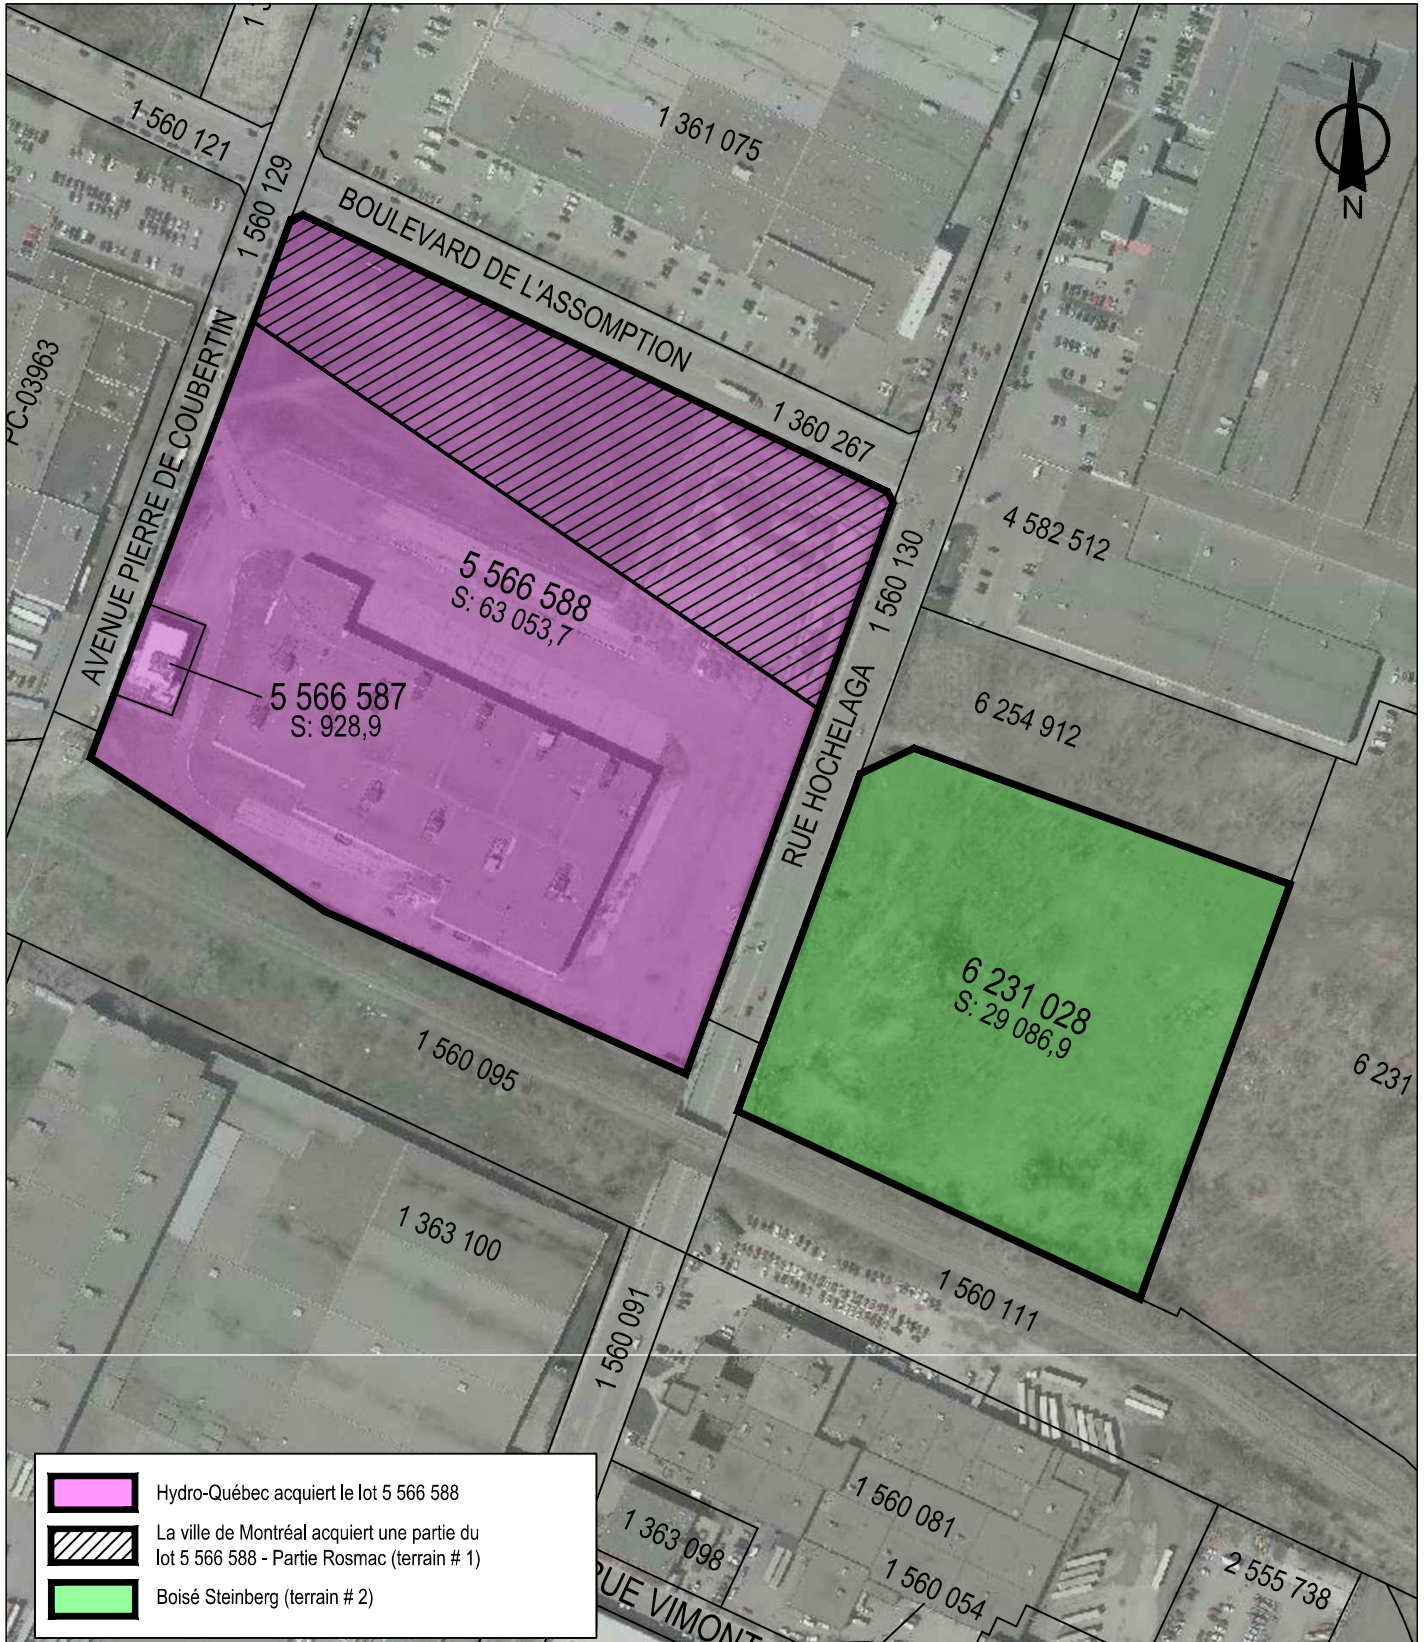 1 560 121
1 560 129
1 361 075
N
BOULEVARD DE L'ASSOMPTION
1 360 267
PC-03963
AVENUE PIERRE DE COUBERTIN
4 582 512
1 560 130
5 566 588
S: 63 053,7
5 566 587
S: 928,9
RUE HOCHELAGA
6 254 912
6 231 028
S: 29 086,9
6 231
1 560 095
1 363 100
1 560 111
1 560 091
1 560 081
1 363 098
1 560 054
2 555 738
RUE VIMONT
Hydro-Québec acquiert le lot 5 566 588
La ville de Montréal acquiert une partie du
lot 5 566 588 - Partie Rosmac (terrain # 1)
Boisé Steinberg (terrain # 2)